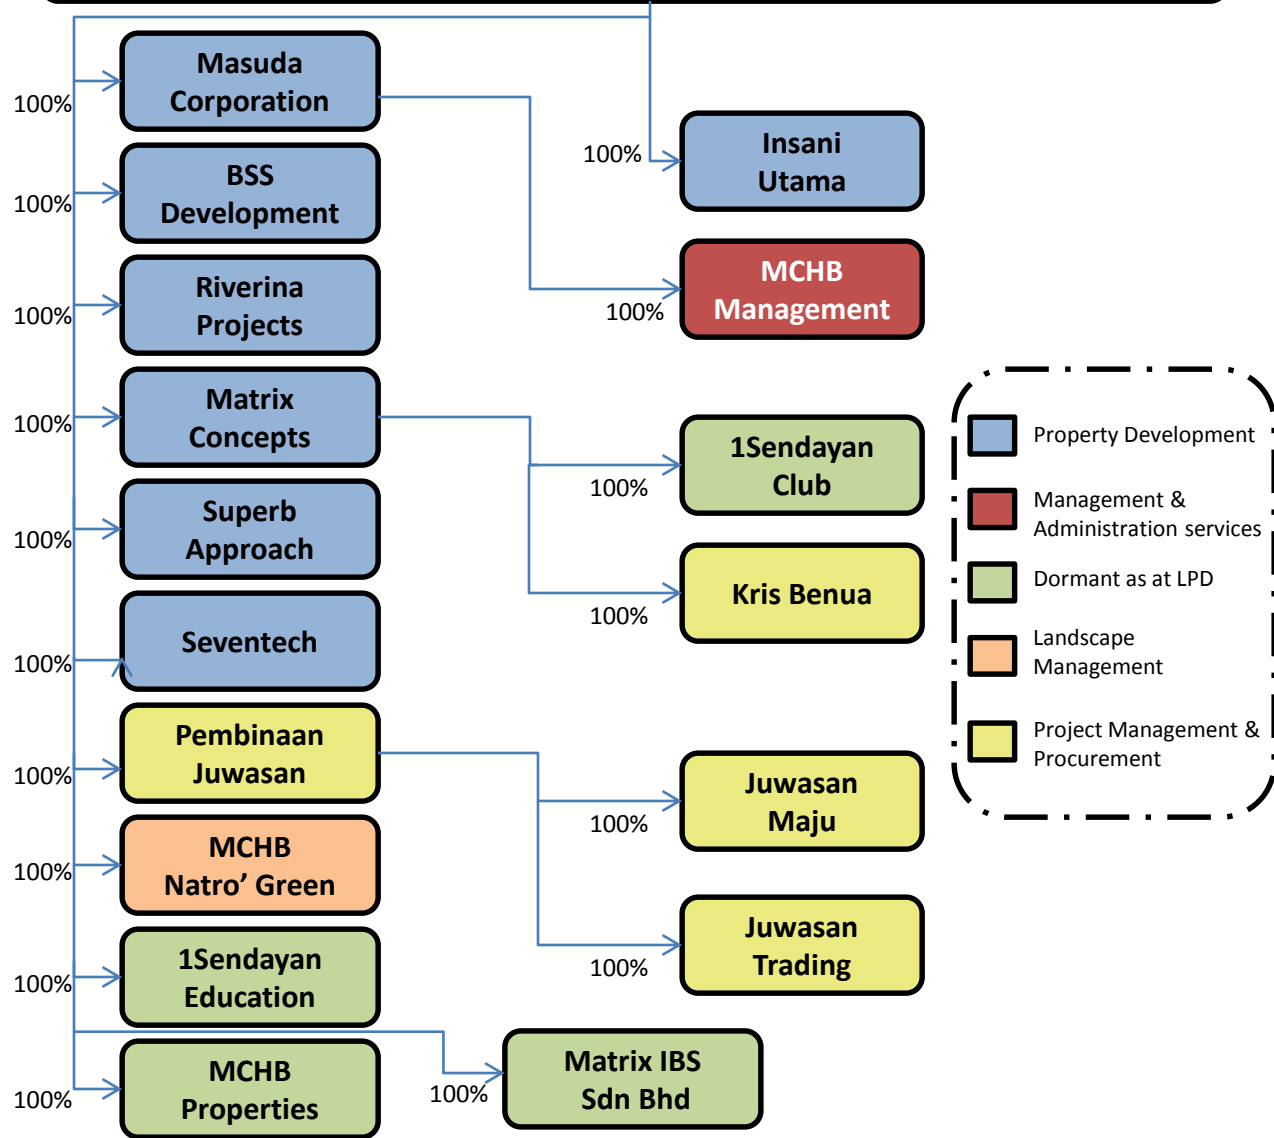 Masuda
Corporation
100%
BSS
Development
100%
Riverina
Projects
100%
Matrix
Concepts
100%
Superb
Approach
100%
Seventech
100%
Pembinaan
Juwasan
100%
MCHB
Natro’ Green
100%
1Sendayan
Education
100%
MCHB
Properties
100%
Insani
Utama
100%
MCHB
Management
100%
1Sendayan
Club
100%
Kris Benua
100%
Juwasan
Maju
100%
Juwasan
Trading
100%
Matrix IBS
Sdn Bhd
100%
Property Development
Management &
Administration services
Dormant as at LPD
Landscape
Management
Project Management &
Procurement